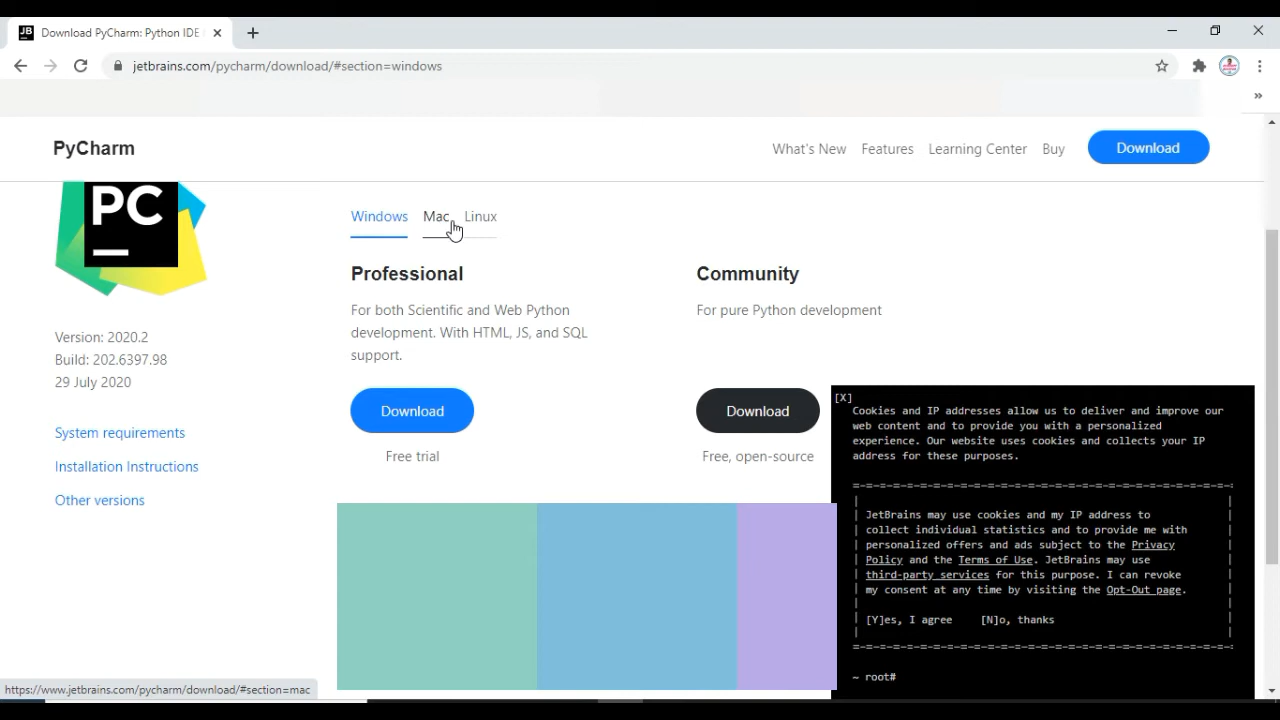 JB
Download PyCharm: Python IDE
jetbrains.com/pycharm/download/#section=windows
PyCharm
What's New
Features
Learning Center
Buy
Download
PC
Windows
Mac
Linux
Version: 2020.2
Build: 202.6397.98
29 July 2020
System requirements
Installation Instructions
Other versions
Professional
For both Scientific and Web Python
development. With HTML, JS, and SQL
support.
Download
Free trial
Community
For pure Python development
Download
Free, open-source
[X]
Cookies and IP addresses allow us to deliver and improve our
web content and to provide you with a personalized
experience. Our website uses cookies and collects your IP
address for these purposes.
JetBrains may use cookies and my IP address to
collect individual statistics and to provide me with
personalized offers and ads subject to the Privacy
Policy and the Terms of Use. JetBrains may use
third-party services for this purpose. I can revoke
my consent at any time by visiting the Opt-Out page.
[Y]es, I agree [N]o, thanks
~ root#
https://www.jetbrains.com/pycharm/download/#section=mac